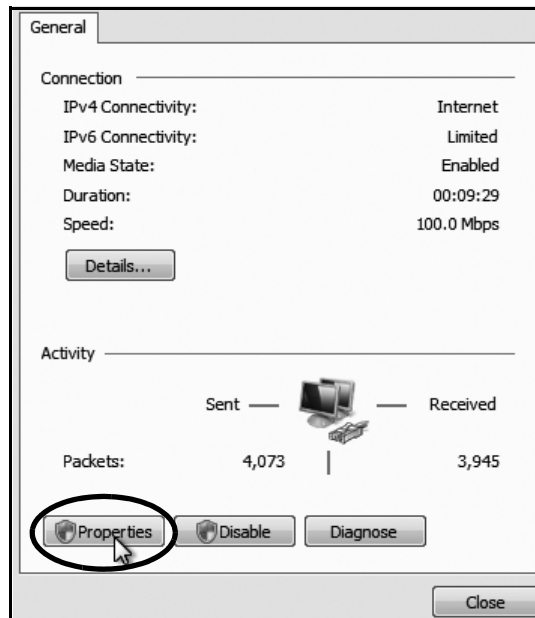 General
Connection
IPv4 Connectivity: Internet
IPv6 Connectivity: Limited
Media State: Enabled
Duration: 00:09:29
Speed: 100.0 Mbps
Details...
Activity
Sent Received
Packets: 4,073 3,945
Properties Disable Diagnose
Close